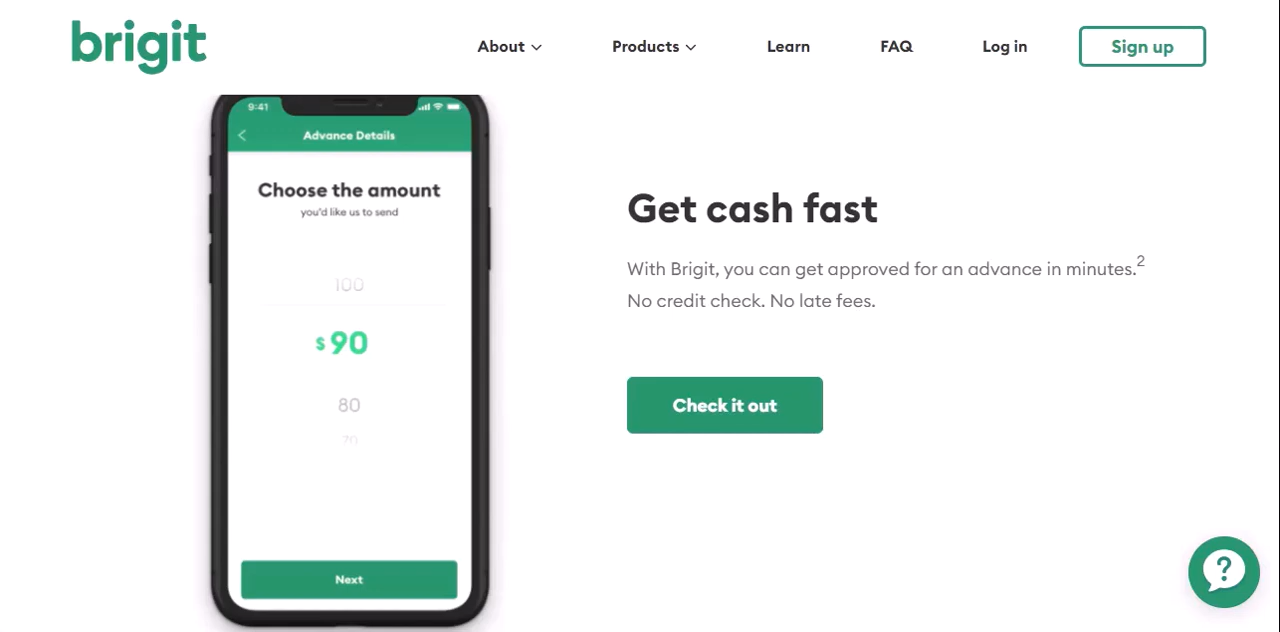 brigit
About
Products
Learn
FAQ
Log in
Sign up
9:41
Advance Details
Choose the amount
you'd like us to send
100
$ 90
80
70
Next
Get cash fast
With Brigit, you can get approved for an advance in minutes.2
No credit check. No late fees.
Check it out
?